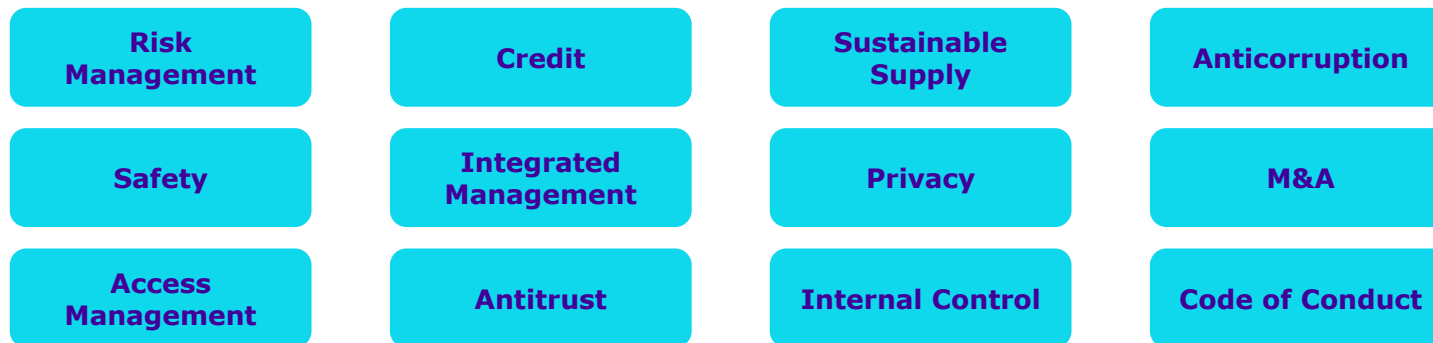 Risk
Management
Credit
Sustainable
Supply
Anticorruption
Safety
Integrated
Management
Privacy
M&A
Access
Management
Antitrust
Internal Control
Code of Conduct